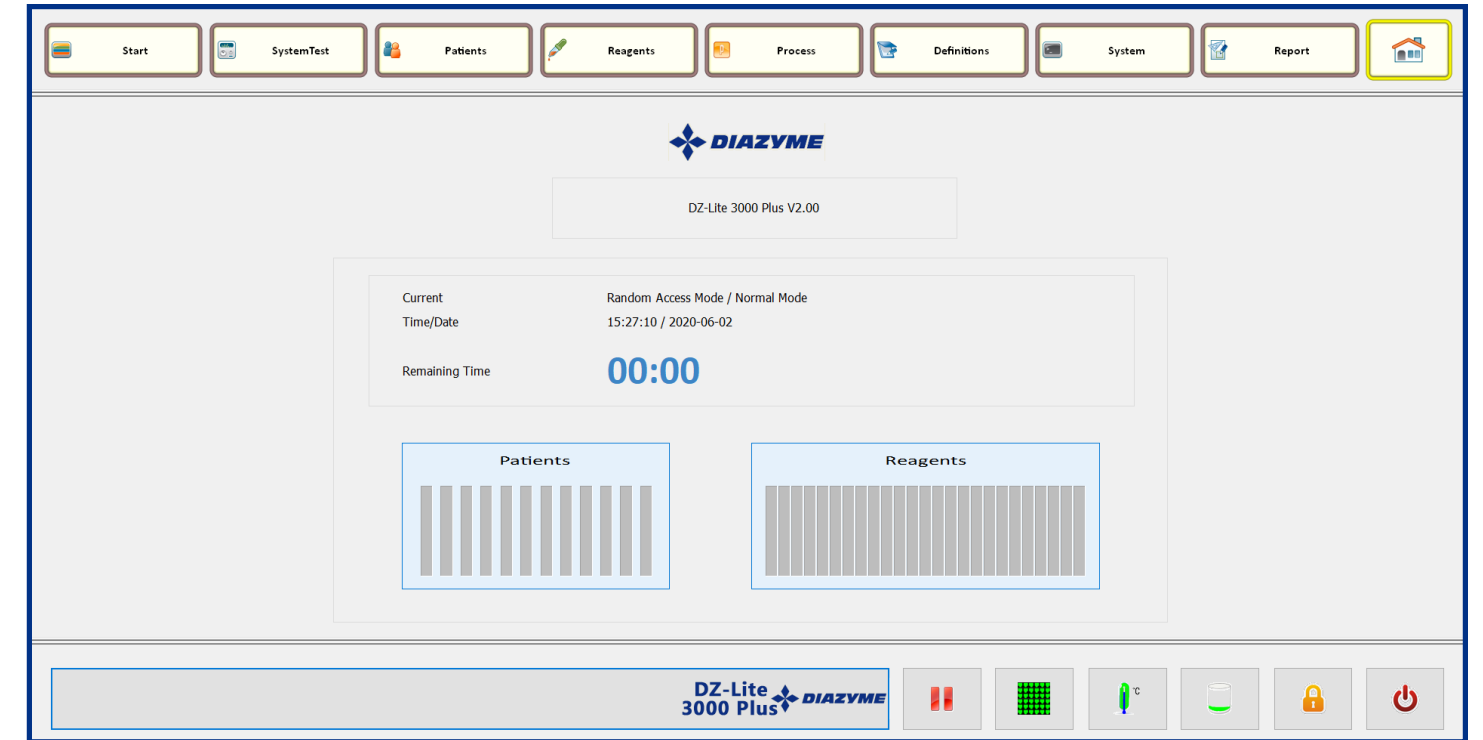 Start SystemTest Patients Reagents Process Definitions System Report
DIAZYME
DZ-Lite 3000 Plus V2.00
Current Random Access Mode / Normal Mode
Time/Date 15:27:10 / 2020-06-02
Remaining Time 00:00
Patients Reagents
DZ-Lite
3000 Plus DIAZYME
°C